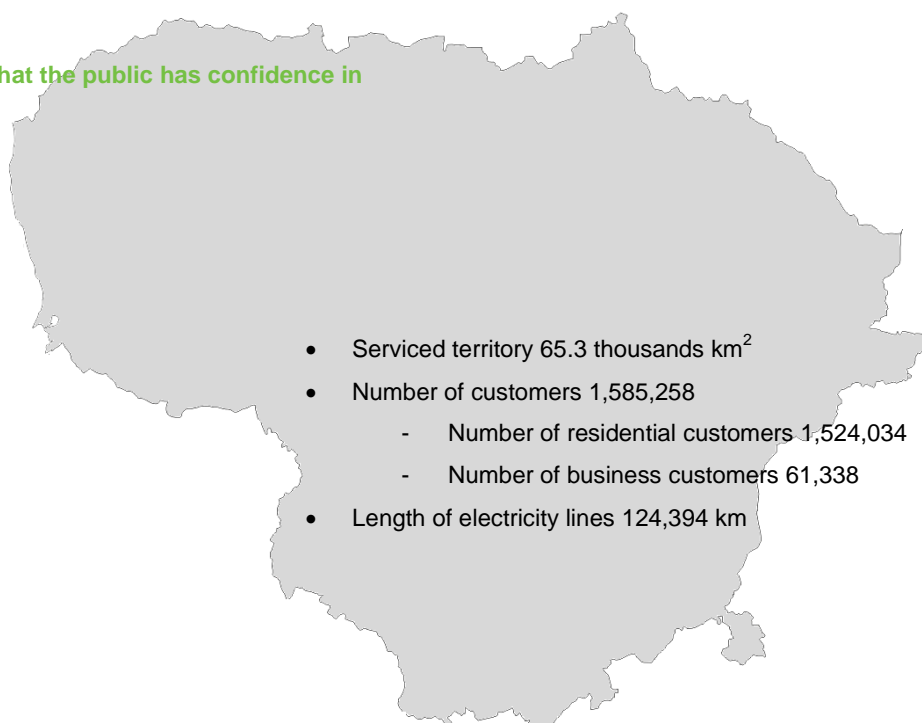 hat the public has confidence in
• Serviced territory 65.3 thousands km²
• Number of customers 1,585,258
- Number of residential customers 1,524,034
- Number of business customers 61,338
• Length of electricity lines 124,394 km